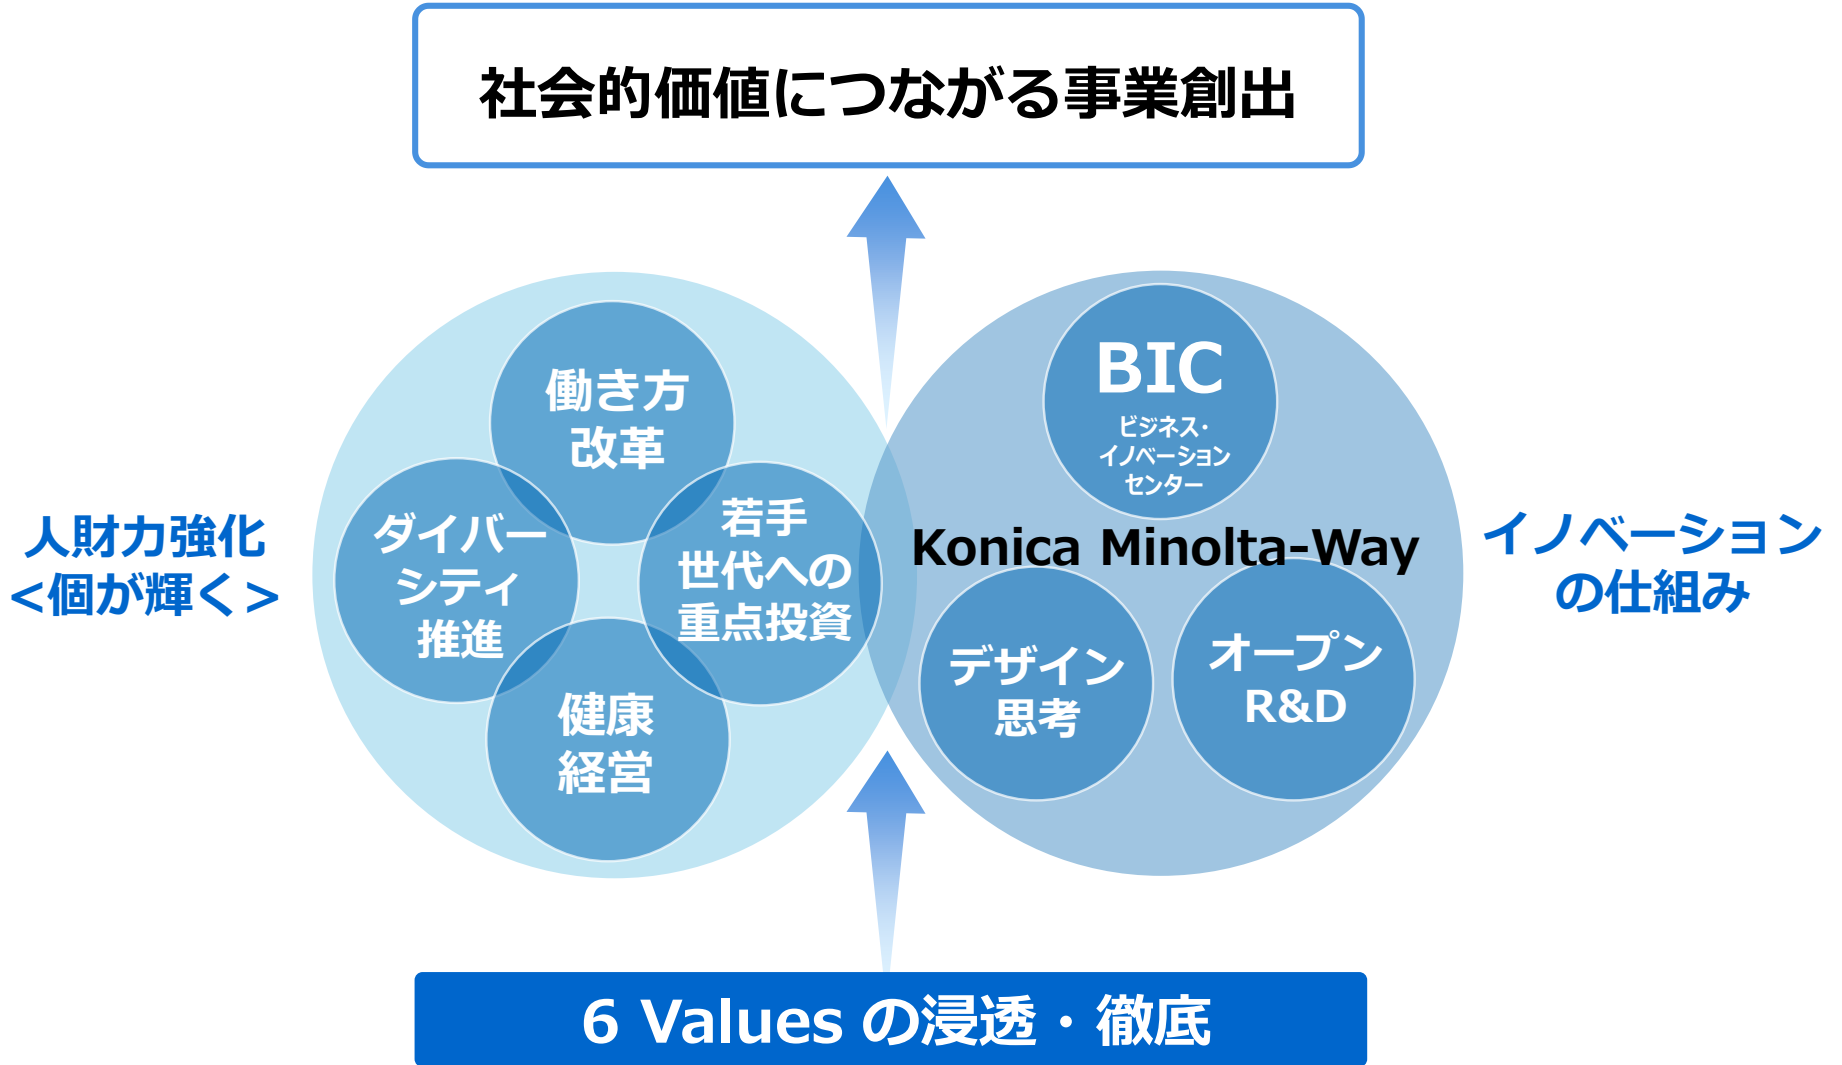 社会的価値につながる事業創出
働き方
改革
ダイバー
シティ
推進
若手
世代への
重点投資
健康
経営
人財力強化
<個が輝く>
BIC
ビジネス・
イノベーション
センター
Konica Minolta-Way
デザイン
思考
オープン
R&D
イノベーション
の仕組み
6 Values の浸透・徹底